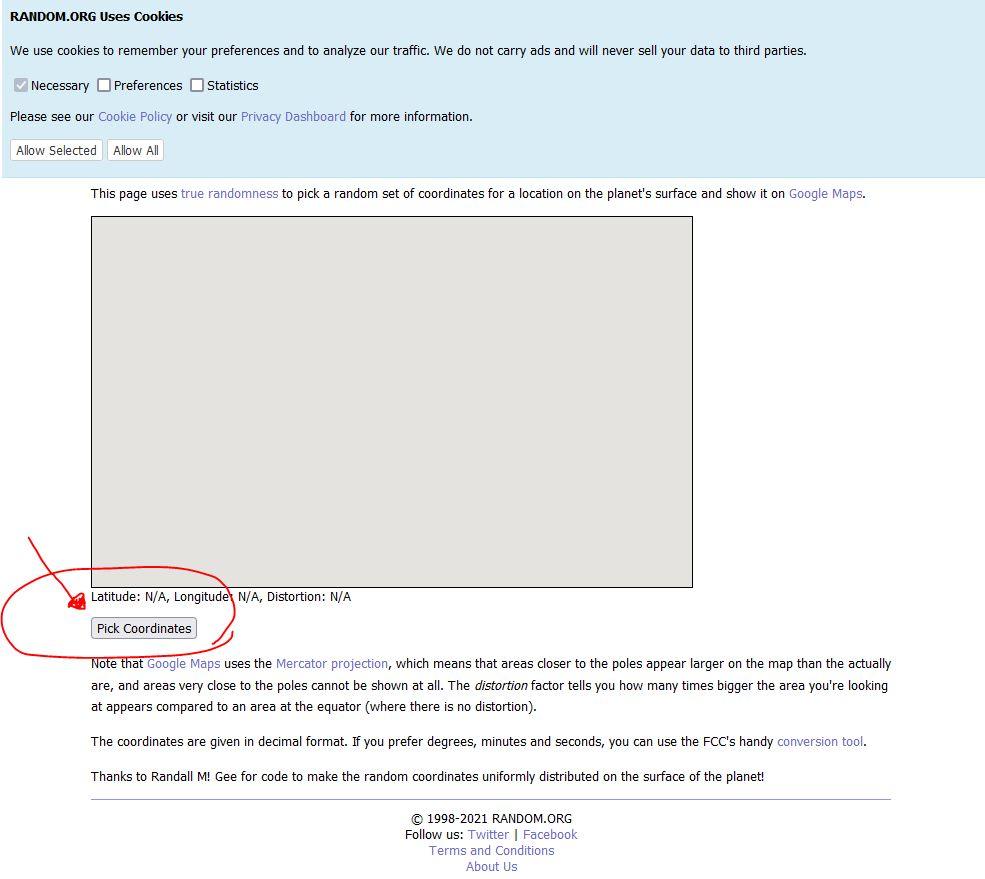 RANDOM.ORG Uses Cookies
We use cookies to remember your preferences and to analyze our traffic. We do not carry ads and will never sell your data to third parties.
Necessary Preferences Statistics
Please see our Cookie Policy or visit our Privacy Dashboard for more information.
Allow Selected Allow All
This page uses true randomness to pick a random set of coordinates for a location on the planet's surface and show it on Google Maps.
Latitude: N/A, Longitude: N/A, Distortion: N/A
Pick Coordinates
Note that Google Maps uses the Mercator projection, which means that areas closer to the poles appear larger on the map than the actually
are, and areas very close to the poles cannot be shown at all. The distortion factor tells you how many times bigger the area you're looking
at appears compared to an area at the equator (where there is no distortion).
The coordinates are given in decimal format. If you prefer degrees, minutes and seconds, you can use the FCC's handy conversion tool.
Thanks to Randall M! Gee for code to make the random coordinates uniformly distributed on the surface of the planet!
© 1998-2021 RANDOM.ORG
Follow us: Twitter | Facebook
Terms and Conditions
About Us